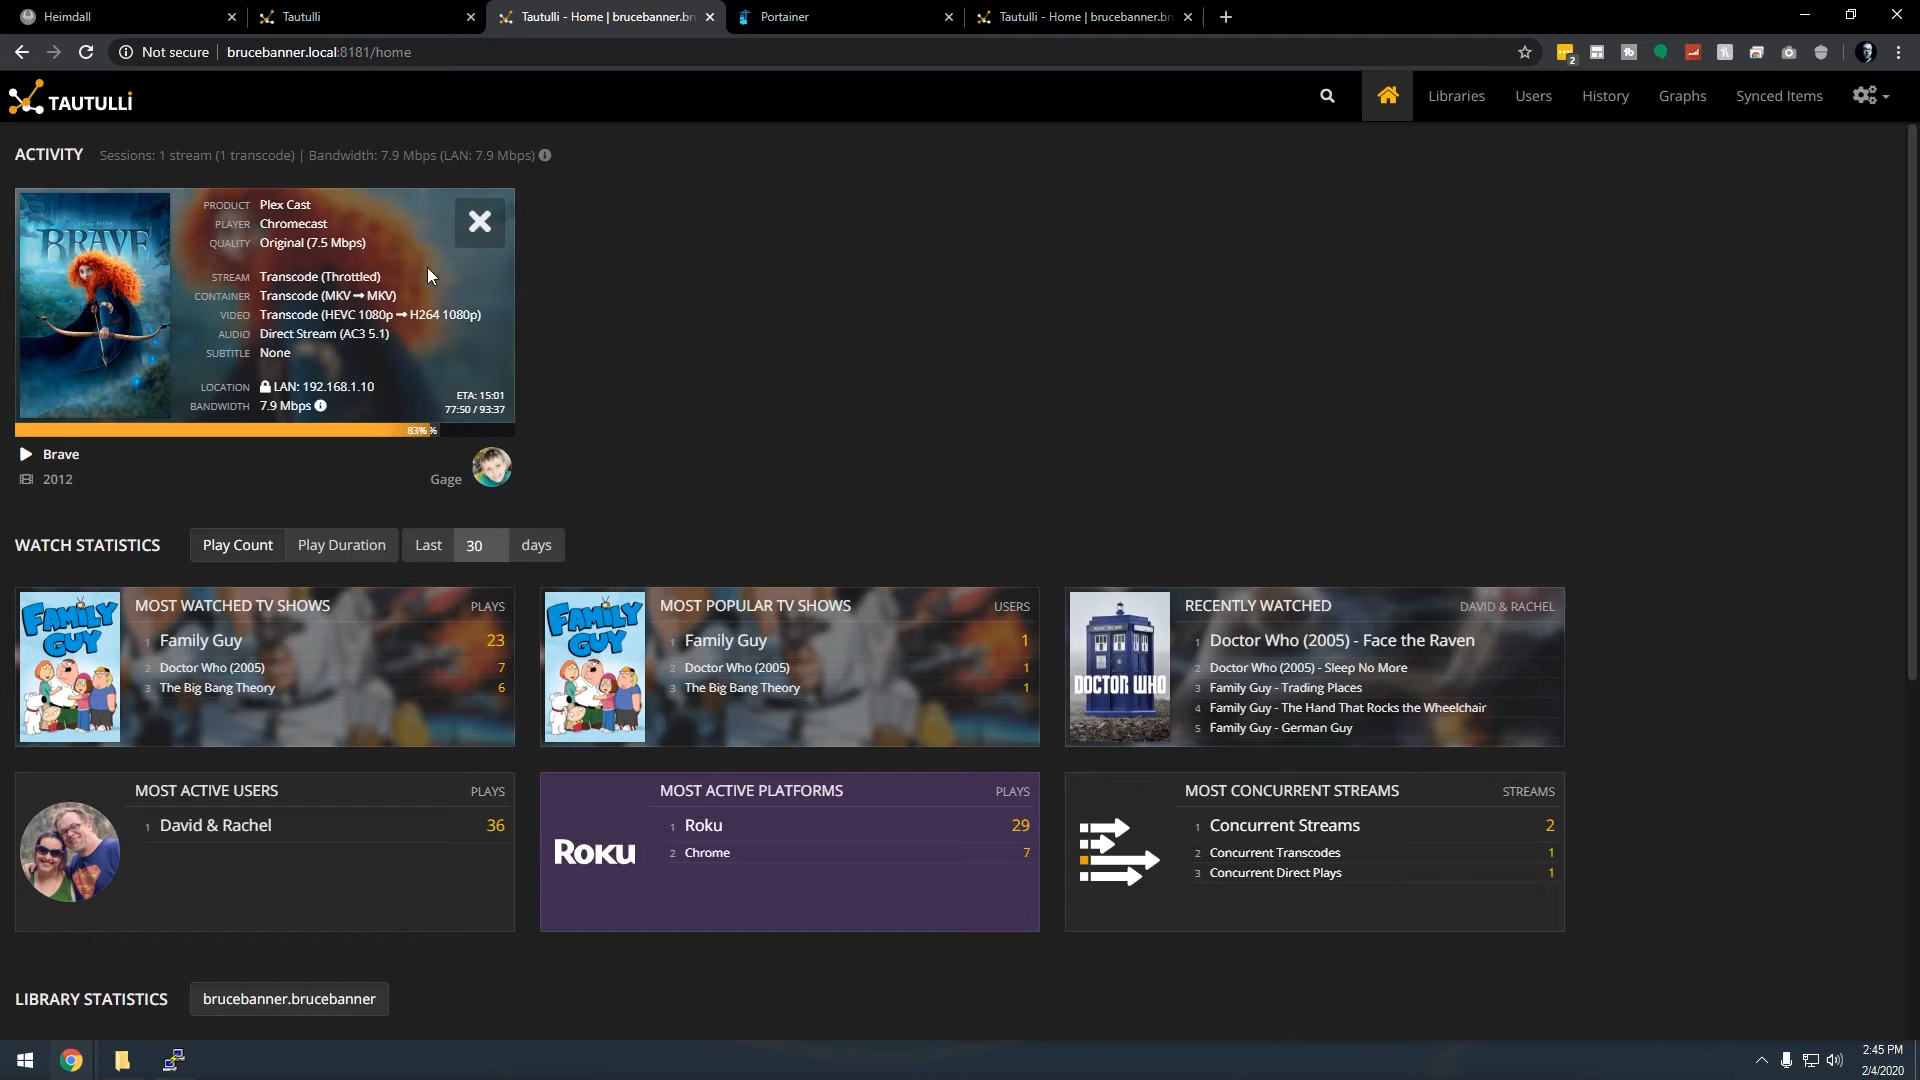 Heimdall
Tautulli
Tautulli - Home | brucebanner.br
Portainer
Tautulli - Home | brucebanner.br
Not secure
brucebanner.local:8181/home
2
TAUTULLI
Libraries
Users
History
Graphs
Synced Items
ACTIVITY
Sessions: 1 stream (1 transcode) | Bandwidth: 7.9 Mbps (LAN: 7.9 Mbps)
BRAVE
PRODUCT Plex Cast
PLAYER Chromecast
QUALITY Original (7.5 Mbps)
STREAM Transcode (Throttled)
CONTAINER Transcode (MKV → MKV)
VIDEO Transcode (HEVC 1080p → H264 1080p)
AUDIO Direct Stream (AC3 5.1)
SUBTITLE None
LOCATION LAN: 192.168.1.10
BANDWIDTH 7.9 Mbps
ETA: 15:01
77:50 / 93:37
83%
Brave
2012
Gage
WATCH STATISTICS
Play Count
Play Duration
Last 30 days
FAMILY GUY
MOST WATCHED TV SHOWS PLAYS
1 Family Guy 23
2 Doctor Who (2005) 7
3 The Big Bang Theory 6
FAMILY GUY
MOST POPULAR TV SHOWS USERS
1 Family Guy 1
2 Doctor Who (2005) 1
3 The Big Bang Theory 1
DOCTOR WHO
RECENTLY WATCHED DAVID & RACHEL
1 Doctor Who (2005) - Face the Raven
2 Doctor Who (2005) - Sleep No More
3 Family Guy - Trading Places
4 Family Guy - The Hand That Rocks the Wheelchair
5 Family Guy - German Guy
MOST ACTIVE USERS PLAYS
1 David & Rachel 36
Roku
MOST ACTIVE PLATFORMS PLAYS
1 Roku 29
2 Chrome 7
MOST CONCURRENT STREAMS STREAMS
1 Concurrent Streams 2
2 Concurrent Transcodes 1
3 Concurrent Direct Plays 1
LIBRARY STATISTICS
brucebanner.brucebanner
2:45 PM
2/4/2020